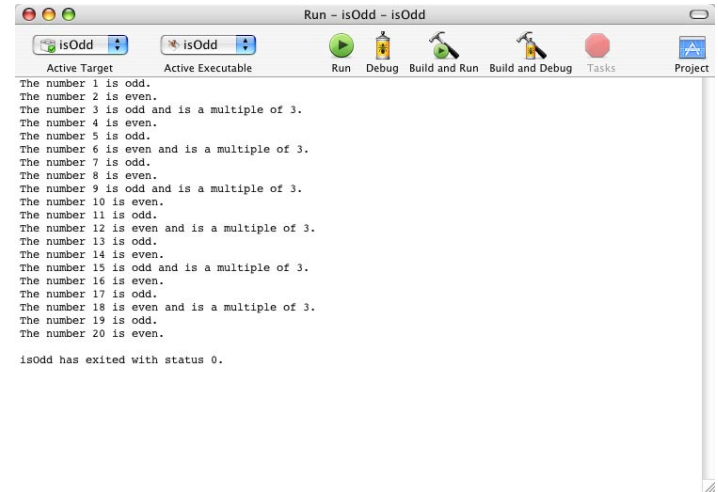 Run – isOdd – isOdd
isOdd isOdd
Active Target Active Executable Run Debug Build and Run Build and Debug Tasks Project
The number 1 is odd.
The number 2 is even.
The number 3 is odd and is a multiple of 3.
The number 4 is even.
The number 5 is odd.
The number 6 is even and is a multiple of 3.
The number 7 is odd.
The number 8 is even.
The number 9 is odd and is a multiple of 3.
The number 10 is even.
The number 11 is odd.
The number 12 is even and is a multiple of 3.
The number 13 is odd.
The number 14 is even.
The number 15 is odd and is a multiple of 3.
The number 16 is even.
The number 17 is odd.
The number 18 is even and is a multiple of 3.
The number 19 is odd.
The number 20 is even.
isOdd has exited with status 0.